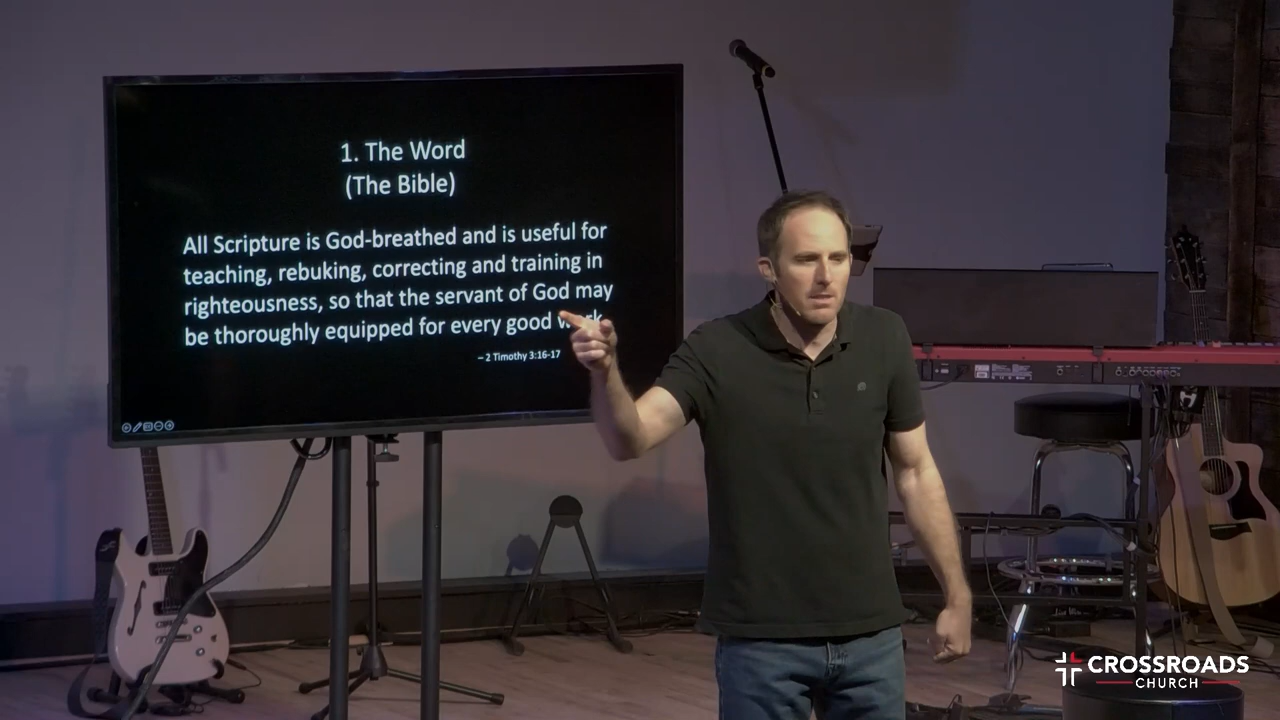 1. The Word
(The Bible)
All Scripture is God-breathed and is useful for
teaching, rebuking, correcting and training in
righteousness, so that the servant of God may
be thoroughly equipped for every good work.
– 2 Timothy 3:16-17
CROSSROADS
CHURCH